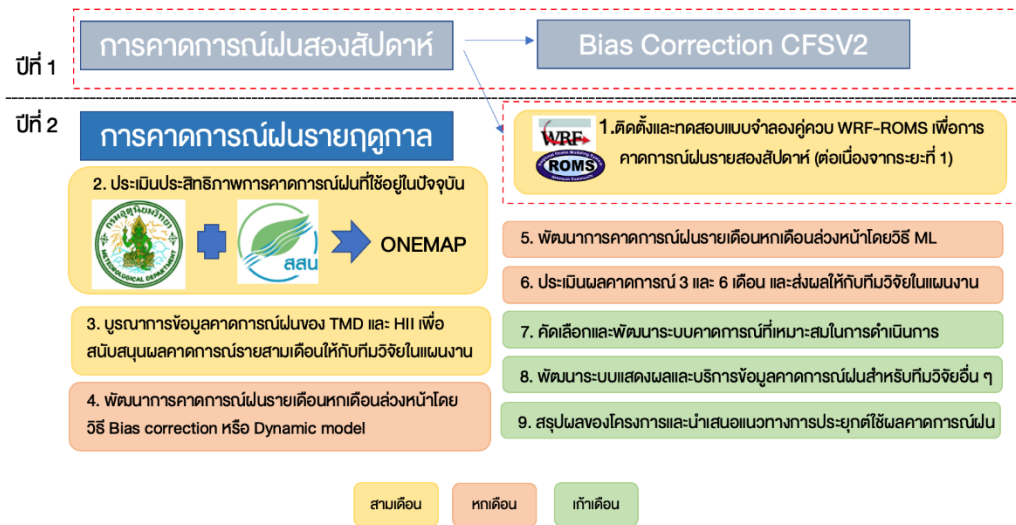 การคาดการณ์ฝนสองสัปดาห์
Bias Correction CFSV2
ปีที่ 1
ปีที่ 2
การคาดการณ์ฝนรายฤดูกาล
WRF
ROMS
1.ติดตั้งและทดสอบแบบจำลองคู่ควบ WRF-ROMS เพื่อการ
คาดการณ์ฝนรายสองสัปดาห์ (ต่อเนื่องจากระยะที่ 1)
2. ประเมินประสิทธิภาพการคาดการณ์ฝนที่ใช้อยู่ในปัจจุบัน
กรมอุตุนิยมวิทยา
METEOROLOGICAL DEPARTMENT
สสน
ONEMAP
3. บูรณาการข้อมูลคาดการณ์ฝนของ TMD และ HII เพื่อ
สนับสนุนผลคาดการณ์รายสามเดือนให้กับทีมวิจัยในแผนงาน
4. พัฒนาการคาดการณ์ฝนรายเดือนหกเดือนล่วงหน้าโดย
วิธี Bias correction หรือ Dynamic model
5. พัฒนาการคาดการณ์ฝนรายเดือนหกเดือนล่วงหน้าโดยวิธี ML
6. ประเมินผลคาดการณ์ 3 และ 6 เดือน และส่งผลให้กับทีมวิจัยในแผนงาน
7. คัดเลือกและพัฒนาระบบคาดการณ์ที่เหมาะสมในการดำเนินการ
8. พัฒนาระบบแสดงผลและบริการข้อมูลคาดการณ์ฝนสำหรับทีมวิจัยอื่น ๆ
9. สรุปผลของโครงการและนำเสนอแนวทางการประยุกต์ใช้ผลคาดการณ์ฝน
สามเดือน
หกเดือน
เก้าเดือน